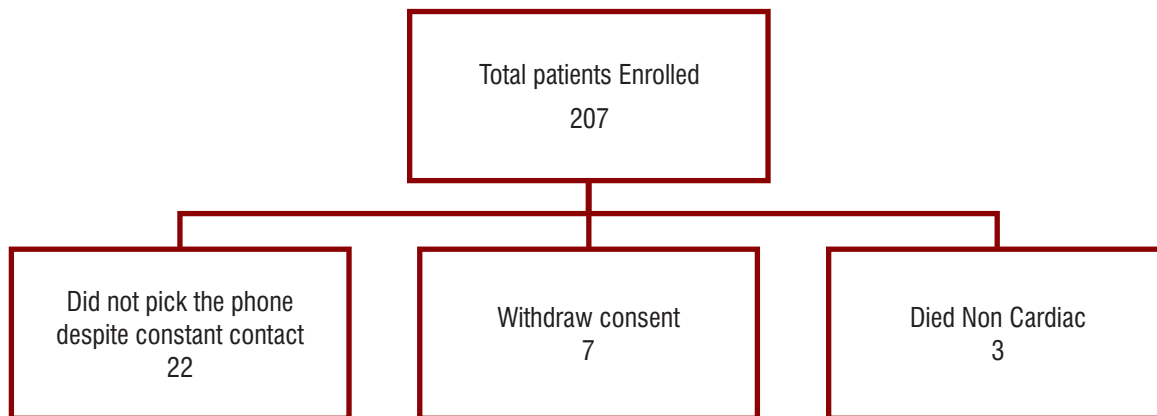 Total patients Enrolled
207
Did not pick the phone
despite constant contact
22
Withdraw consent
7
Died Non Cardiac
3